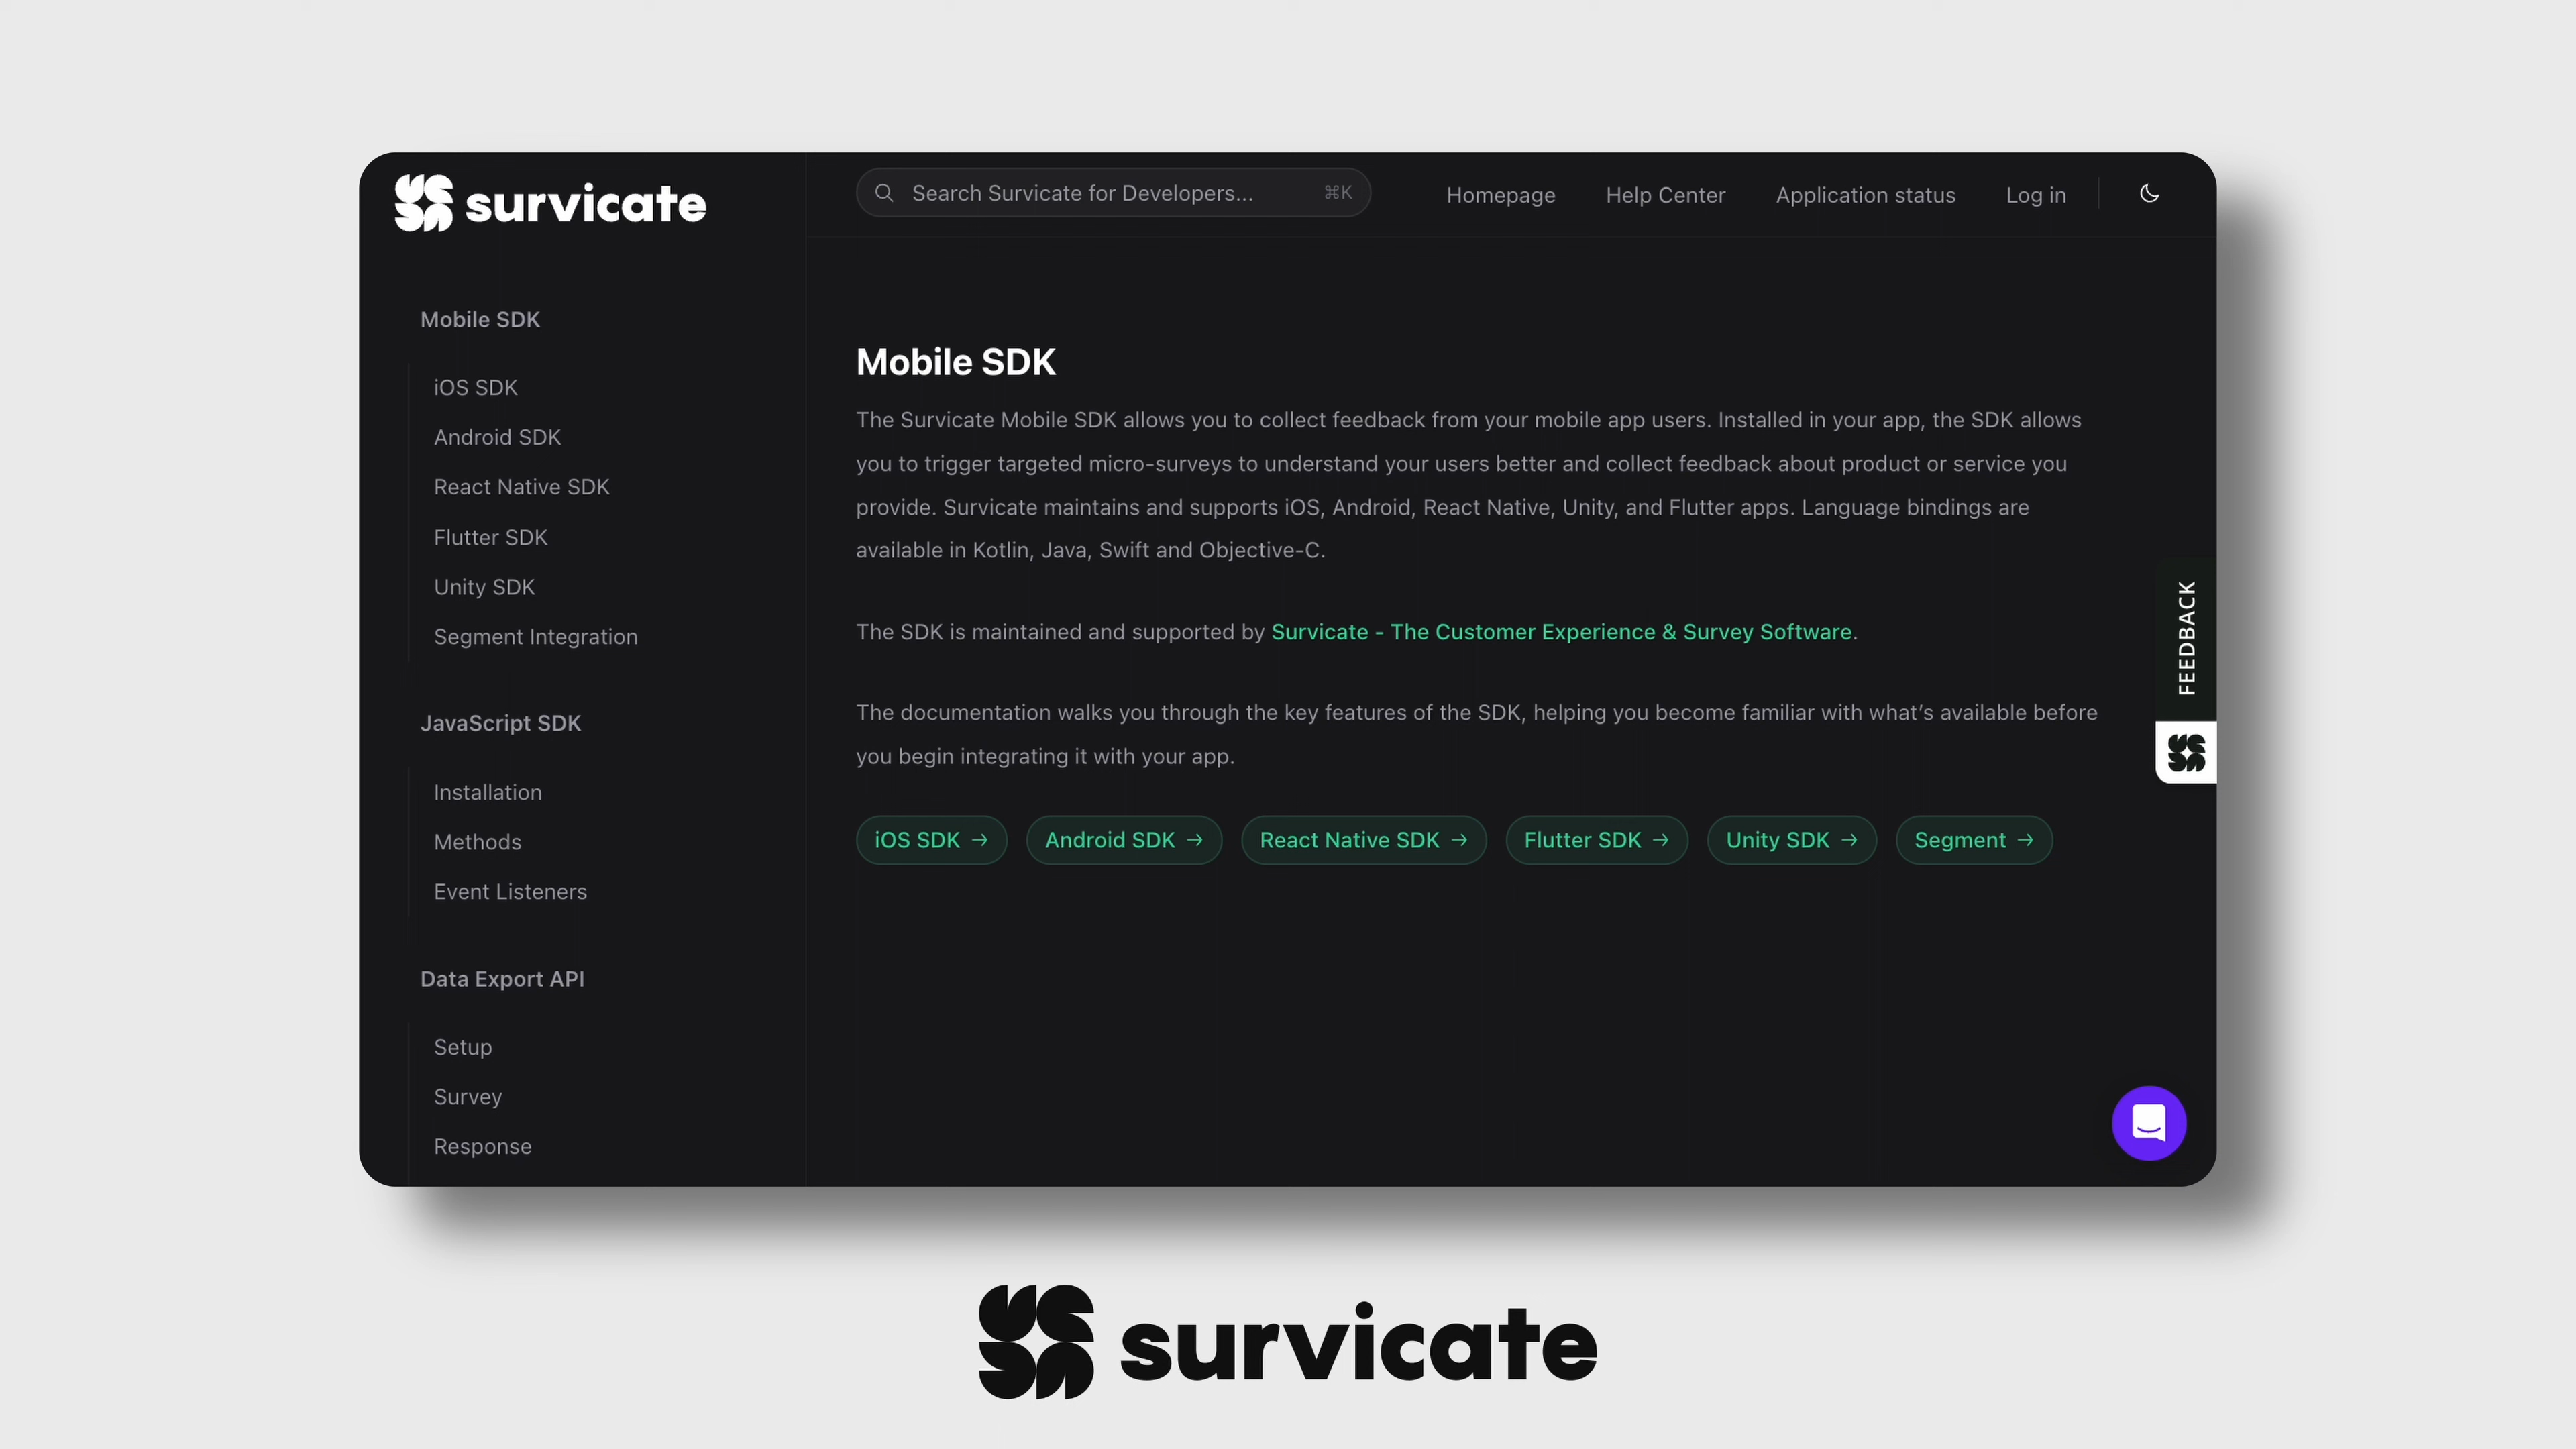 survicate
Search Survicate for Developers... ⌘K
Homepage
Help Center
Application status
Log in
Mobile SDK
iOS SDK
Android SDK
React Native SDK
Flutter SDK
Unity SDK
Segment Integration
JavaScript SDK
Installation
Methods
Event Listeners
Data Export API
Setup
Survey
Response
Mobile SDK
The Survicate Mobile SDK allows you to collect feedback from your mobile app users. Installed in your app, the SDK allows
you to trigger targeted micro-surveys to understand your users better and collect feedback about product or service you
provide. Survicate maintains and supports iOS, Android, React Native, Unity, and Flutter apps. Language bindings are
available in Kotlin, Java, Swift and Objective-C.
The SDK is maintained and supported by Survicate - The Customer Experience & Survey Software.
The documentation walks you through the key features of the SDK, helping you become familiar with what’s available before
you begin integrating it with your app.
iOS SDK →
Android SDK →
React Native SDK →
Flutter SDK →
Unity SDK →
Segment →
FEEDBACK
survicate